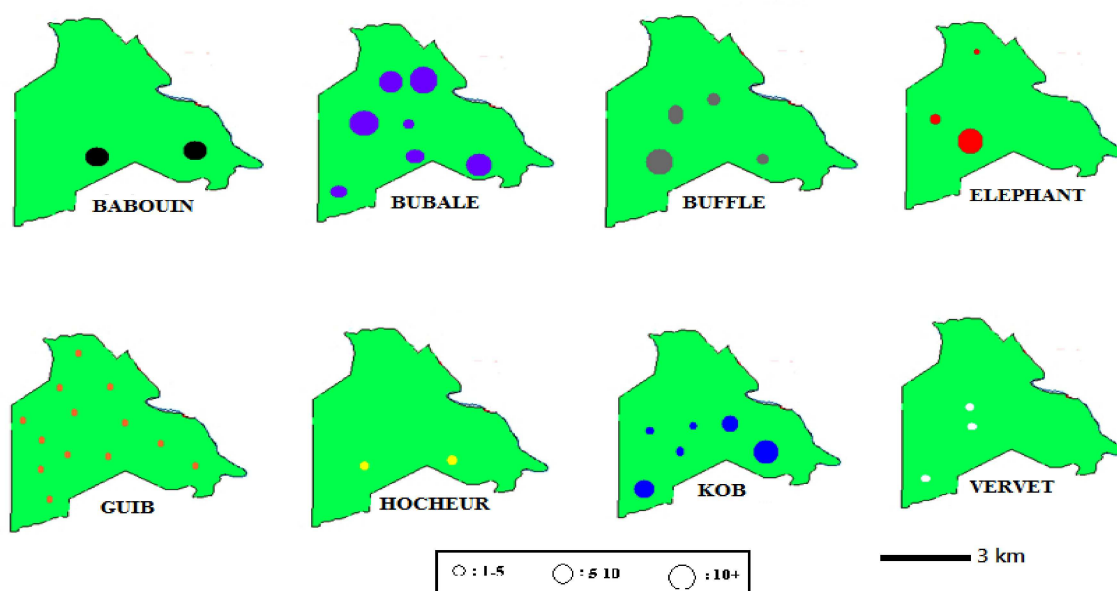 BABOUIN
BUBALE
BUFFLE
ELEPHANT
GUIB
HOCHEUR
KOB
VERVET
: 1-5
: 5 10
: 10+
3 km